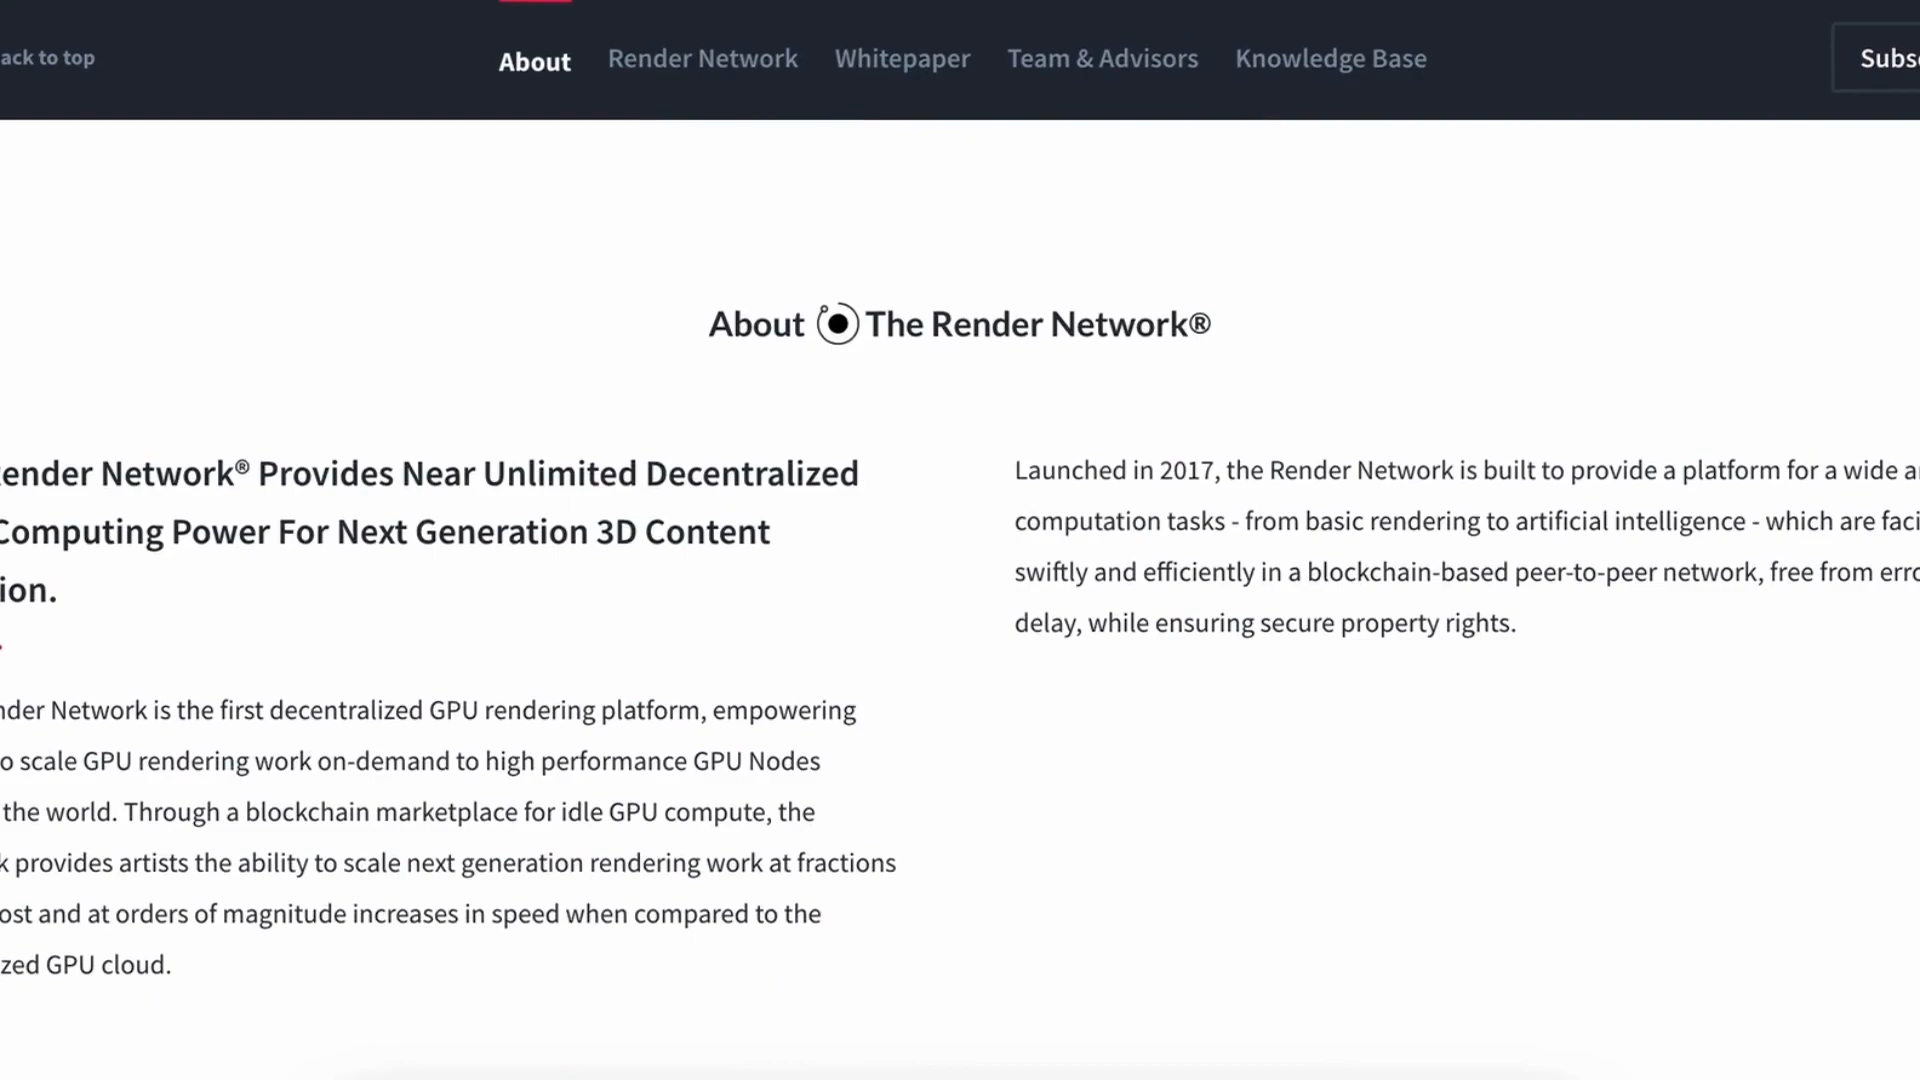 ack to top
About
Render Network
Whitepaper
Team & Advisors
Knowledge Base
Subs
About The Render Network®
ender Network® Provides Near Unlimited Decentralized
Computing Power For Next Generation 3D Content
ion.
nder Network is the first decentralized GPU rendering platform, empowering
o scale GPU rendering work on-demand to high performance GPU Nodes
the world. Through a blockchain marketplace for idle GPU compute, the
k provides artists the ability to scale next generation rendering work at fractions
ost and at orders of magnitude increases in speed when compared to the
zed GPU cloud.
Launched in 2017, the Render Network is built to provide a platform for a wide a
computation tasks - from basic rendering to artificial intelligence - which are faci
swiftly and efficiently in a blockchain-based peer-to-peer network, free from erro
delay, while ensuring secure property rights.